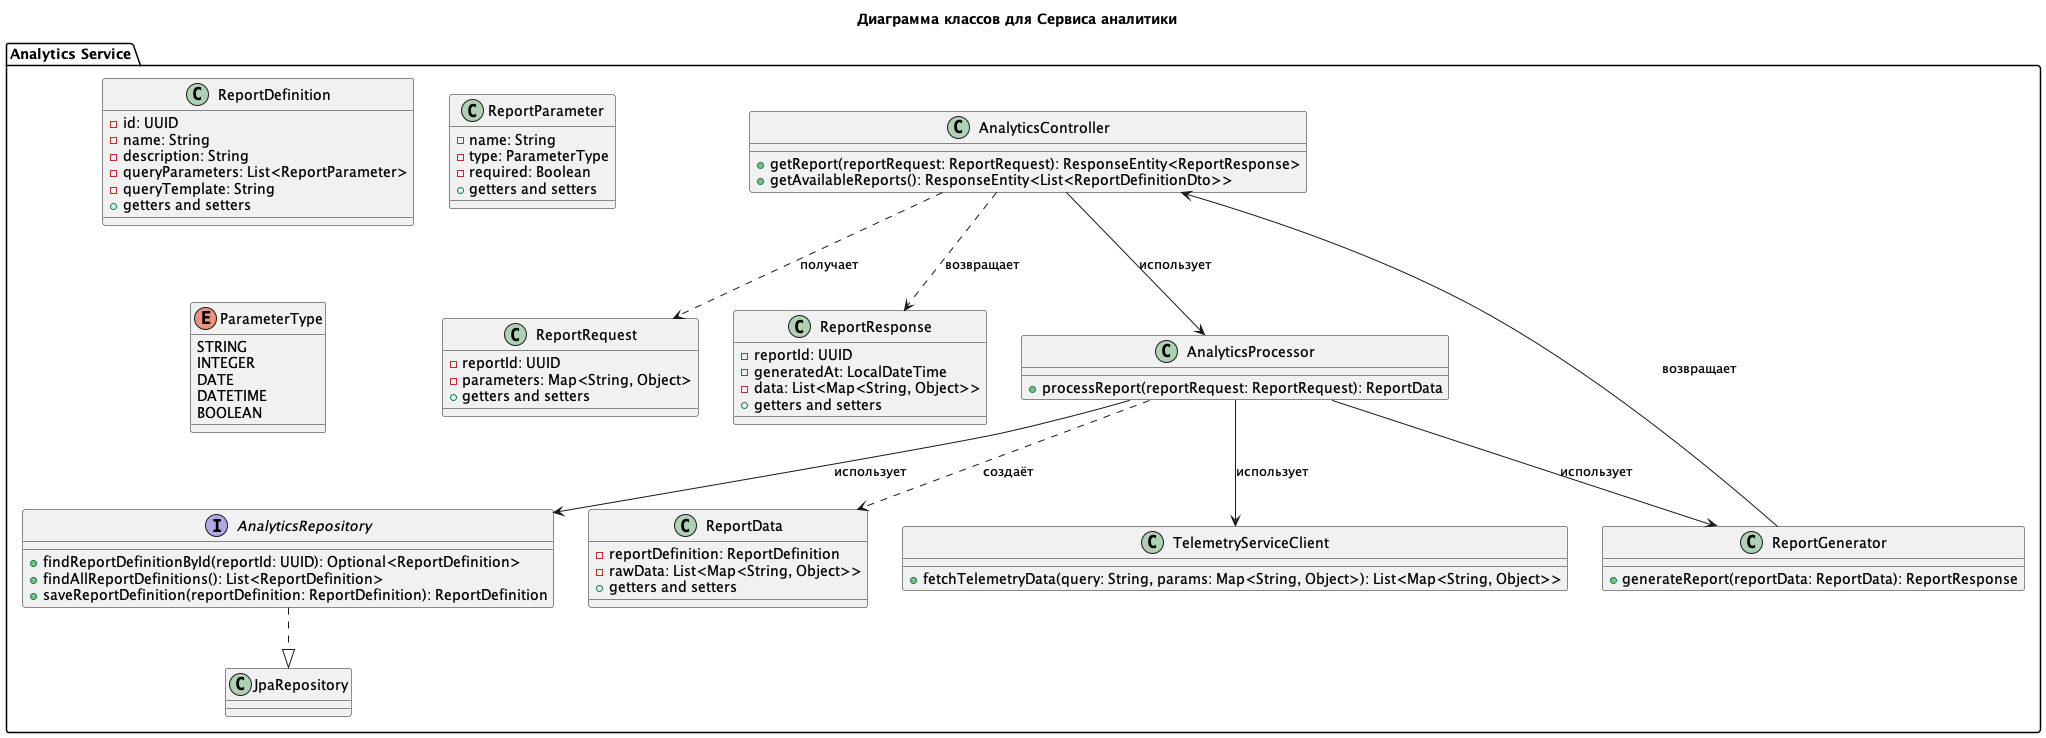 Диаграмма классов для Сервиса аналитики
Analytics Service
C ReportDefinition
id: UUID
name: String
description: String
queryParameters: List<ReportParameter>
queryTemplate: String
getters and setters
C ReportParameter
name: String
type: ParameterType
required: Boolean
getters and setters
C AnalyticsController
getReport(reportRequest: ReportRequest): ResponseEntity<ReportResponse>
getAvailableReports(): ResponseEntity<List<ReportDefinitionDto>>
получает
возвращает
использует
возвращает
E ParameterType
STRING
INTEGER
DATE
DATETIME
BOOLEAN
C ReportRequest
reportId: UUID
parameters: Map<String, Object>
getters and setters
C ReportResponse
reportId: UUID
generatedAt: LocalDateTime
data: List<Map<String, Object>>
getters and setters
C AnalyticsProcessor
processReport(reportRequest: ReportRequest): ReportData
использует
создаёт
использует
использует
I AnalyticsRepository
findReportDefinitionById(reportId: UUID): Optional<ReportDefinition>
findAllReportDefinitions(): List<ReportDefinition>
saveReportDefinition(reportDefinition: ReportDefinition): ReportDefinition
C ReportData
reportDefinition: ReportDefinition
rawData: List<Map<String, Object>>
getters and setters
C TelemetryServiceClient
fetchTelemetryData(query: String, params: Map<String, Object>): List<Map<String, Object>>
C ReportGenerator
generateReport(reportData: ReportData): ReportResponse
C JpaRepository